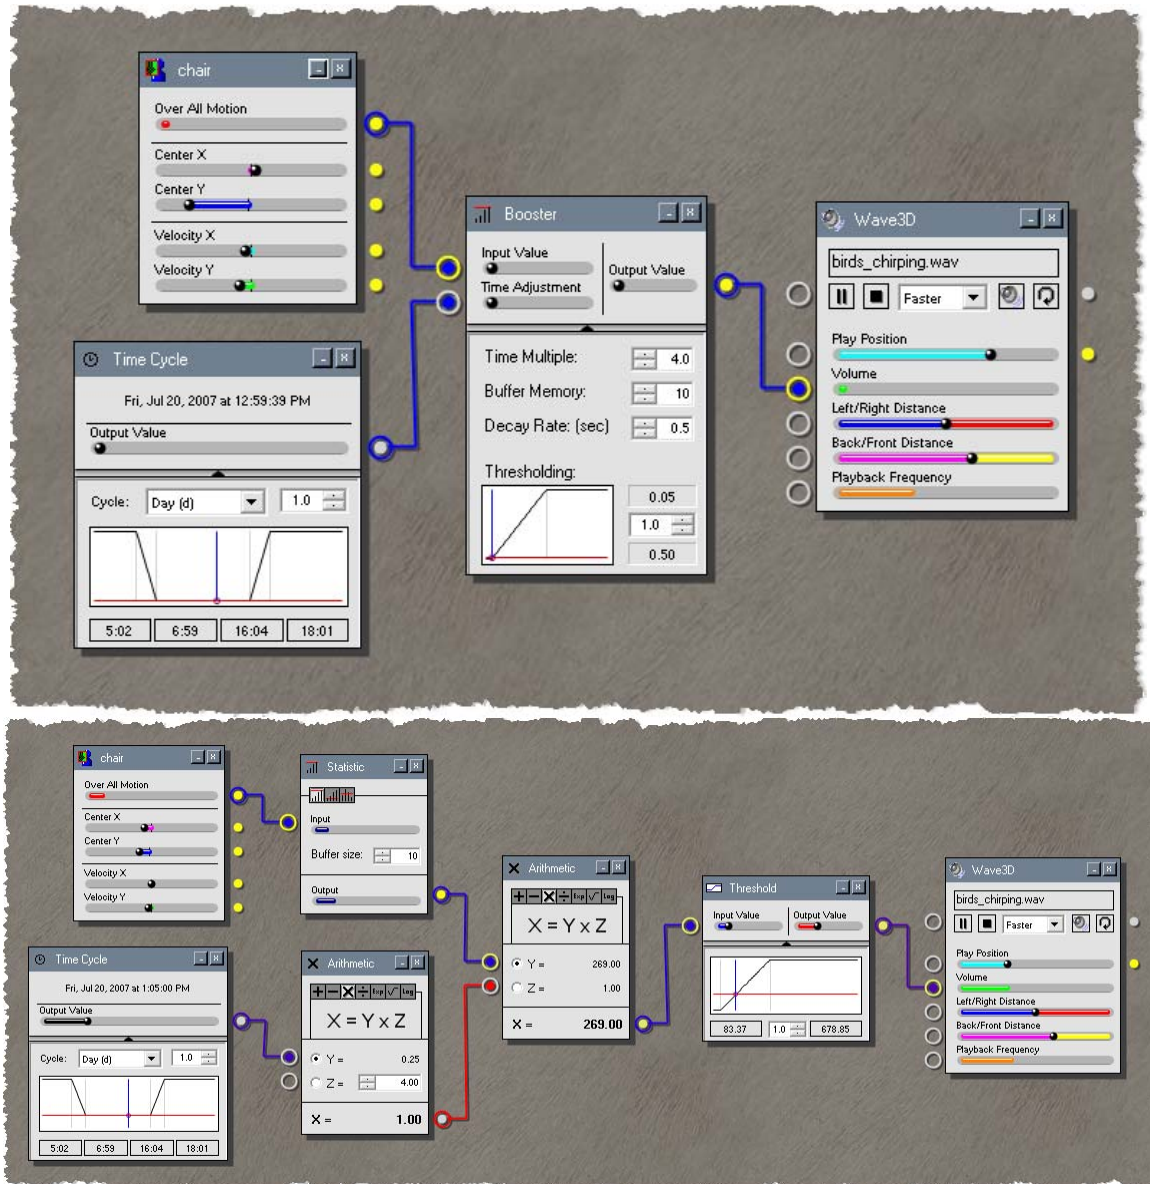 chair
Over All Motion
Center X
Center Y
Velocity X
Velocity Y
Time Cycle
Fri, Jul 20, 2007 at 12:59:39 PM
Output Value
Cycle: Day (d) 1.0
5:02 6:59 16:04 18:01
Booster
Input Value
Output Value
Time Adjustment
Time Multiple: 4.0
Buffer Memory: 10
Decay Rate: (sec) 0.5
Thresholding:
0.05
1.0
0.50
Wave3D
birds_chirping.wav
Faster
Play Position
Volume
Left/Right Distance
Back/Front Distance
Playback Frequency
chair
Over All Motion
Center X
Center Y
Velocity X
Velocity Y
Time Cycle
Fri, Jul 20, 2007 at 1:05:00 PM
Output Value
Cycle: Day (d) 1.0
5:02 6:59 16:04 18:01
Statistic
Input
Buffer size: 10
Output
X Arithmetic
+ − X ÷ Exp √ Log
X = Y x Z
Y = 0.25
Z = 4.00
X = 1.00
X Arithmetic
+ − X ÷ Exp √ Log
X = Y x Z
Y = 269.00
Z = 1.00
X = 269.00
Threshold
Input Value Output Value
83.37 1.0 678.85
Wave3D
birds_chirping.wav
Faster
Play Position
Volume
Left/Right Distance
Back/Front Distance
Playback Frequency